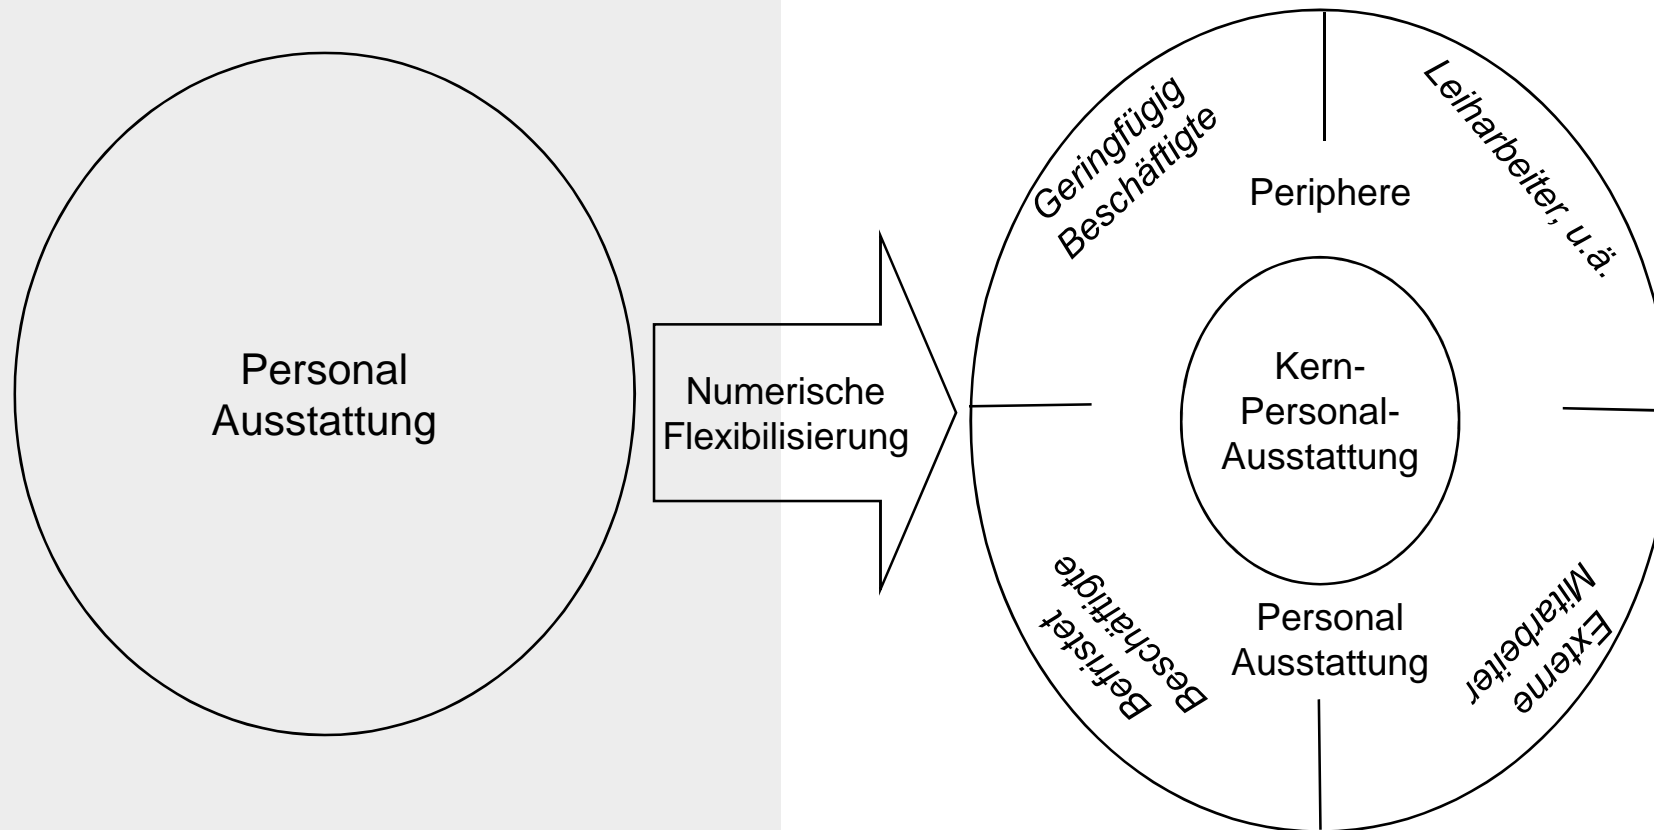 Personal
Ausstattung
Numerische
Flexibilisierung
Geringfügig
Beschäftigte
Leiharbeiter, u.ä.
Periphere
Kern-
Personal-
Ausstattung
Befristet
Beschäftigte
Personal
Ausstattung
Externe
Mitarbeiter